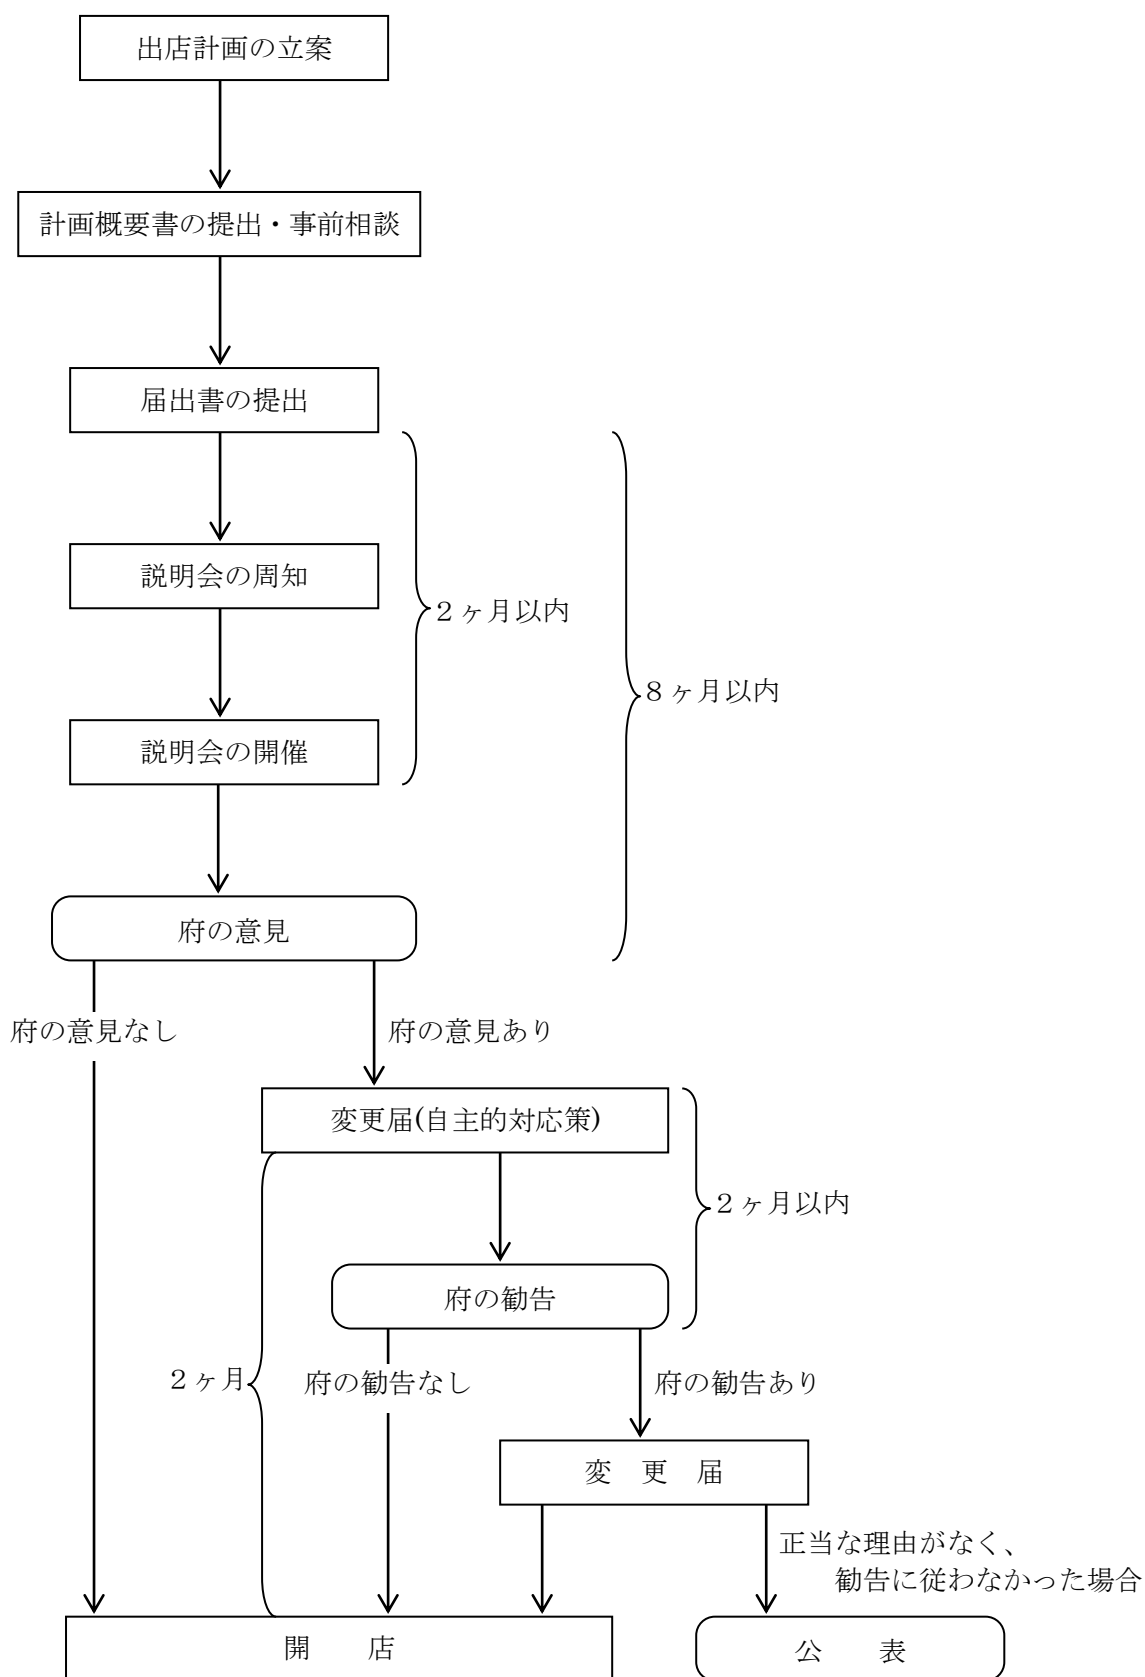 出店計画の立案
計画概要書の提出・事前相談
届出書の提出
説明会の周知
２ヶ月以内
８ヶ月以内
説明会の開催
府の意見
府の意見なし
府の意見あり
変更届(自主的対応策)
２ヶ月以内
府の勧告
２ヶ月
府の勧告なし
府の勧告あり
変　更　届
正当な理由がなく、
勧告に従わなかった場合
開　　店
公　　表